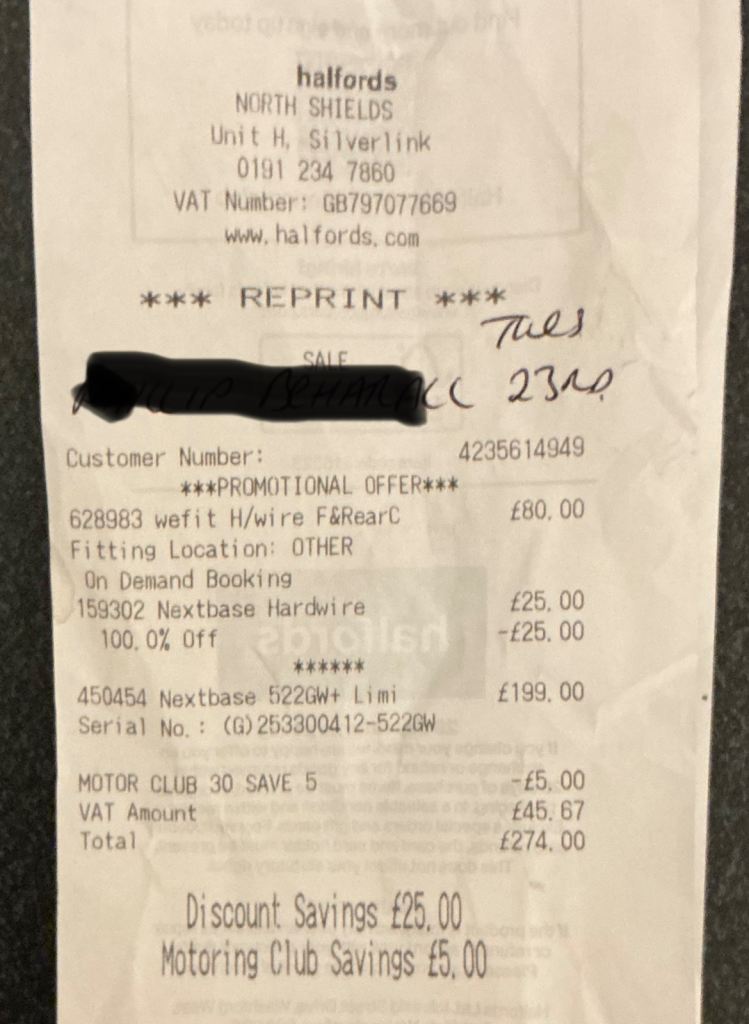 halfords
NORTH SHIELDS
Unit H, Silverlink
0191 234 7860
VAT Number: GB797077669
www.halfords.com
*** REPRINT ***
Tues
SALE
23RD.
Customer Number: 4235614949
***PROMOTIONAL OFFER***
628983 wefit H/wire F&RearC £80.00
Fitting Location: OTHER
On Demand Booking
159302 Nextbase Hardwire £25.00
100.0% Off -£25.00
******
450454 Nextbase 522GW+ Limi £199.00
Serial No.: (G)253300412-522GW
MOTOR CLUB 30 SAVE 5 -£5.00
VAT Amount £45.67
Total £274.00
Discount Savings £25.00
Motoring Club Savings £5.00